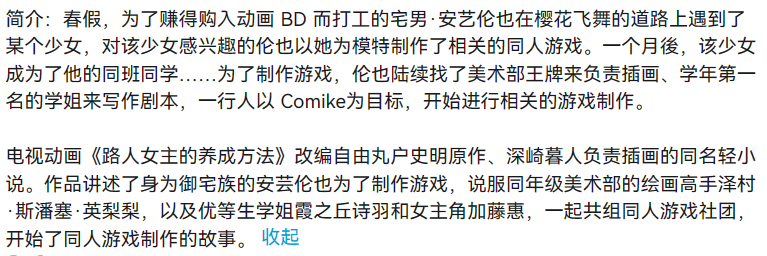 简介：春假，为了赚得购入动画 BD 而打工的宅男·安艺伦也在樱花飞舞的道路上遇到了
某个少女，对该少女感兴趣的伦也以她为模特制作了相关的同人游戏。一个月後，该少女
成为了他的同班同学……为了制作游戏，伦也陆续找了美术部王牌来负责插画、学年第一
名的学姐来写作剧本，一行人以 Comike为目标，开始进行相关的游戏制作。
电视动画《路人女主的养成方法》改编自由丸户史明原作、深崎暮人负责插画的同名轻小
说。作品讲述了身为御宅族的安芸伦也为了制作游戏，说服同年级美术部的绘画高手泽村
·斯潘塞·英梨梨，以及优等生学姐霞之丘诗羽和女主角加藤惠，一起共组同人游戏社团，
开始了同人游戏制作的故事。 收起